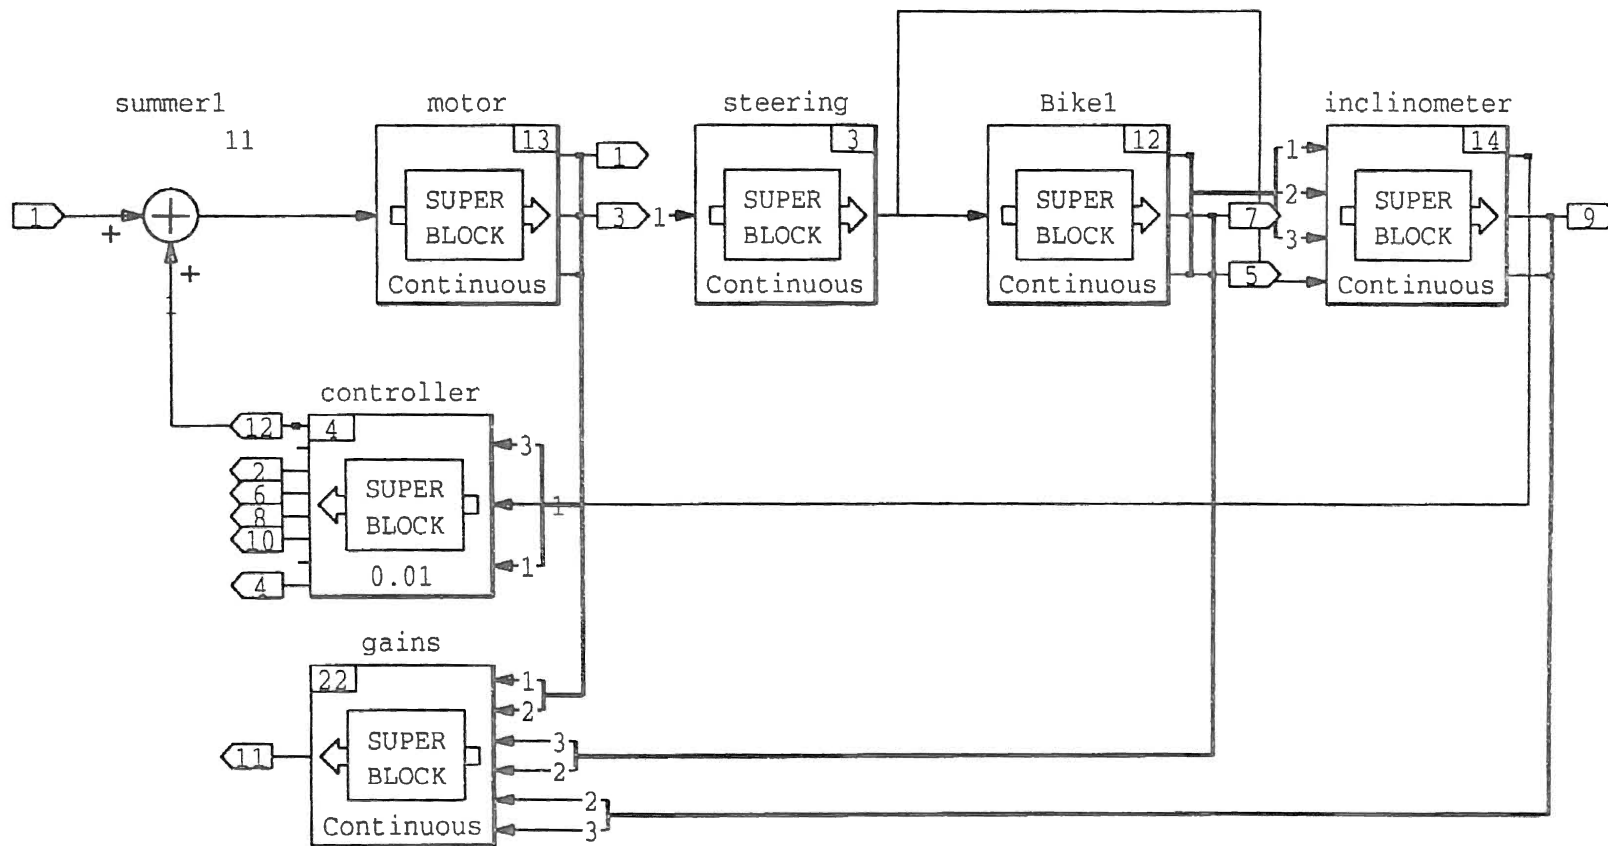 summer1
11
1
+
+
1
motor
13
SUPER
BLOCK
Continuous
1
3
1
steering
3
SUPER
BLOCK
Continuous
Bike1
12
SUPER
BLOCK
Continuous
7
5
1
2
3
inclinometer
14
SUPER
BLOCK
Continuous
9
controller
12
4
2
6
8
10
4
SUPER
BLOCK
0.01
3
1
1
gains
22
SUPER
BLOCK
Continuous
11
1
2
3
2
2
3